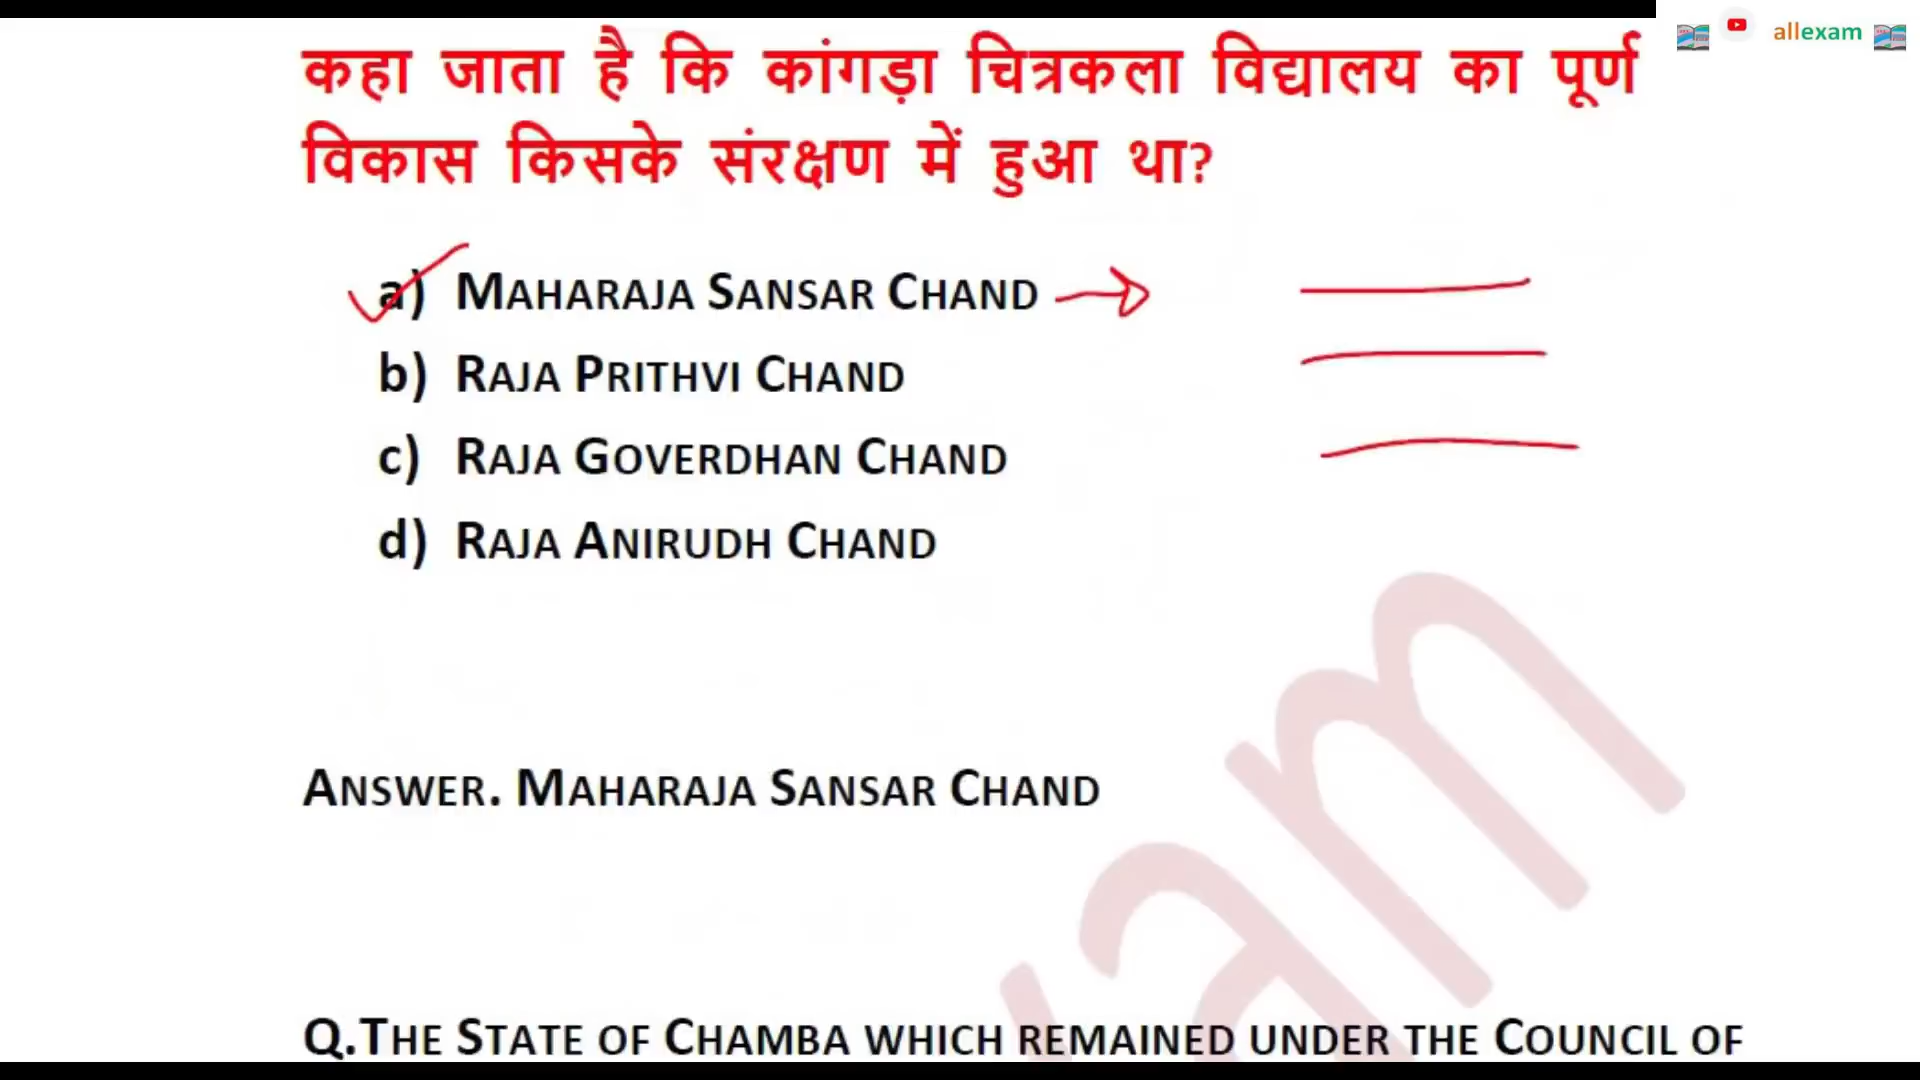 allexam
कहा जाता है कि कांगड़ा चित्रकला विद्यालय का पूर्ण
विकास किसके संरक्षण में हुआ था?
a) MAHARAJA SANSAR CHAND
b) RAJA PRITHVI CHAND
c) RAJA GOVERDHAN CHAND
d) RAJA ANIRUDH CHAND
ANSWER. MAHARAJA SANSAR CHAND
Q.THE STATE OF CHAMBA WHICH REMAINED UNDER THE COUNCIL OF